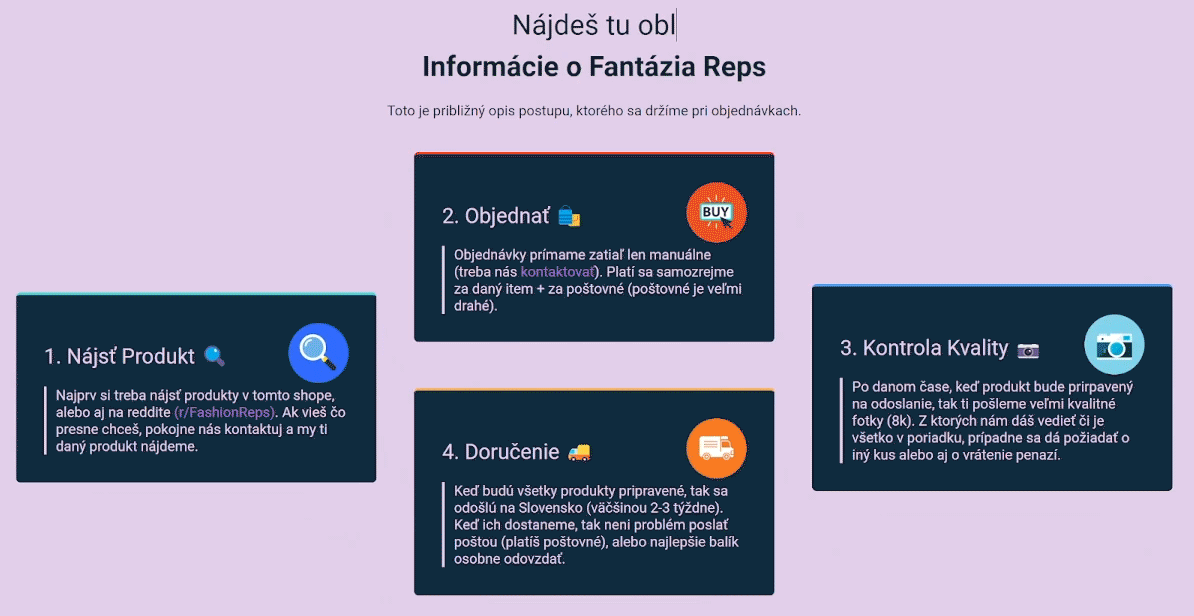 Nájdeš tu obl
Informácie o Fantázia Reps
Toto je približný opis postupu, ktorého sa držíme pri objednávkach.
1. Nájsť Produkt
Najprv si treba nájsť produkty v tomto shope,
alebo aj na reddite (r/FashionReps). Ak vieš čo
presne chceš, pokojne nás kontaktuj a my ti
daný produkt nájdeme.
2. Objednať
BUY
Objednávky prímame zatiaľ len manuálne
(treba nás kontaktovať). Platí sa samozrejme
za daný item + za poštovné (poštovné je veľmi
drahé).
3. Kontrola Kvality
Po danom čase, keď produkt bude prirpavený
na odoslanie, tak ti pošleme veľmi kvalitné
fotky (8k). Z ktorých nám dáš vedieť či je
všetko v poriadku, prípadne sa dá požiadať o
iný kus alebo aj o vrátenie penazí.
4. Doručenie
Keď budú všetky produkty pripravené, tak sa
odošlú na Slovensko (väčšinou 2-3 týždne).
Keď ich dostaneme, tak neni problém poslať
poštou (platíš poštovné), alebo najlepšie balík
osobne odovzdať.